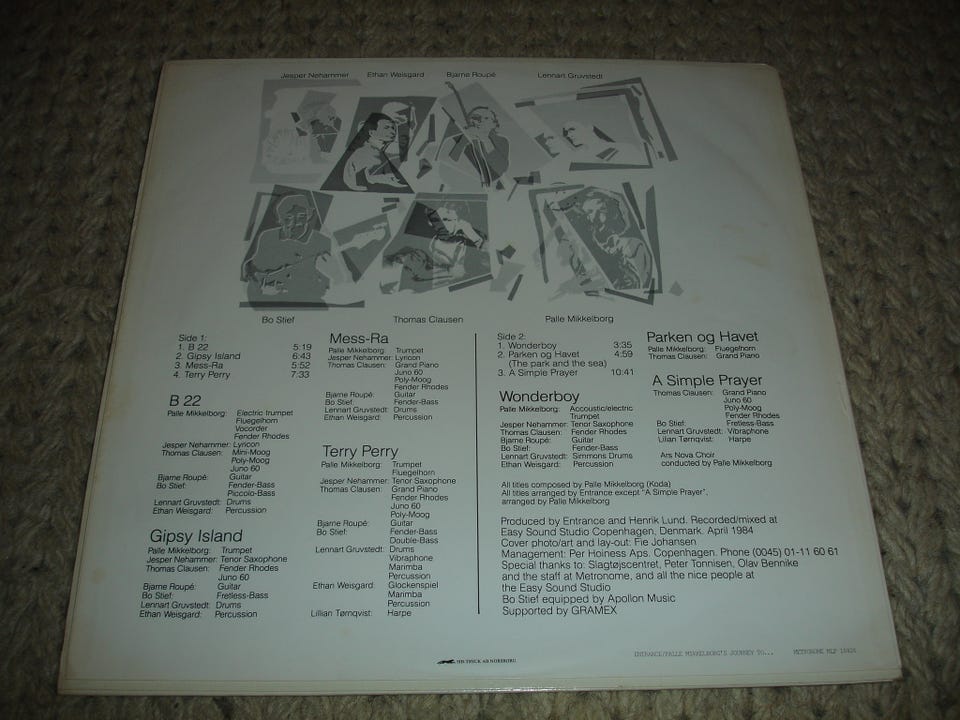 Jesper Nehammer Ethan Weisgard Bjarne Roupé Lennart Gruvstedt
Bo Stief Thomas Clausen Palle Mikkelborg
Side 1:
1. B 22 5:19
2. Gipsy Island 6:43
3. Mess-Ra 5:52
4. Terry Perry 7:33
B 22
Palle Mikkelborg: Electric trumpet
Fluegelhorn
Vocorder
Fender Rhodes
Jesper Nehammer: Lyricon
Thomas Clausen: Mini-Moog
Poly-Moog
Juno 60
Bjarne Roupé: Guitar
Bo Stief: Fender-Bass
Piccolo-Bass
Lennart Gruvstedt: Drums
Ethan Weisgard: Percussion
Gipsy Island
Palle Mikkelborg: Trumpet
Jesper Nehammer: Tenor Saxophone
Thomas Clausen: Fender Rhodes
Juno 60
Bjarne Roupé: Guitar
Bo Stief: Fretless-Bass
Lennart Gruvstedt: Drums
Ethan Weisgard: Percussion
Mess-Ra
Palle Mikkelborg: Trumpet
Jesper Nehammer: Lyricon
Thomas Clausen: Grand Piano
Juno 60
Poly-Moog
Fender Rhodes
Bjarne Roupé: Guitar
Bo Stief: Fender-Bass
Lennart Gruvstedt: Drums
Ethan Weisgard: Percussion
Terry Perry
Palle Mikkelborg: Trumpet
Fluegelhorn
Jesper Nehammer: Tenor Saxophone
Thomas Clausen: Grand Piano
Fender Rhodes
Juno 60
Poly-Moog
Bjarne Roupé: Guitar
Bo Stief: Fender-Bass
Double-Bass
Lennart Gruvstedt: Drums
Vibraphone
Marimba
Percussion
Ethan Weisgard: Glockenspiel
Marimba
Percussion
Lillian Tørnqvist: Harpe
Side 2:
1. Wonderboy 3:35
2. Parken og Havet 4:59
(The park and the sea)
3. A Simple Prayer 10:41
Wonderboy
Palle Mikkelborg: Accoustic/electric
Trumpet
Jesper Nehammer: Tenor Saxophone
Thomas Clausen: Fender Rhodes
Bjarne Roupé: Guitar
Bo Stief: Fender-Bass
Lennart Gruvstedt: Simmons Drums
Ethan Weisgard: Percussion
Parken og Havet
Palle Mikkelborg: Fluegelhorn
Thomas Clausen: Grand Piano
A Simple Prayer
Thomas Clausen: Grand Piano
Juno 60
Poly-Moog
Fender Rhodes
Bo Stief: Fretless-Bass
Lennart Gruvstedt: Vibraphone
Lilian Tørnqvist: Harpe
Ars Nova Choir
conducted by Palle Mikkelborg
All titles composed by Palle Mikkelborg (Koda)
All titles arranged by Entrance except "A Simple Prayer",
arranged by Palle Mikkelborg
Produced by Entrance and Henrik Lund. Recorded/mixed at
Easy Sound Studio Copenhagen, Denmark. April 1984
Cover photo/art and lay-out: Fie Johansen
Management: Per Hoiness Aps. Copenhagen. Phone (0045) 01-11 60 61
Special thanks to: Slagtøjscentret, Peter Tonnisen, Olav Bennike
and the staff at Metronome, and all the nice people at
the Easy Sound Studio
Bo Stief equipped by Apollon Music
Supported by GRAMEX
ENTRANCE/PALLE MIKKELBORG'S JOURNEY TO... METRONOME MLP